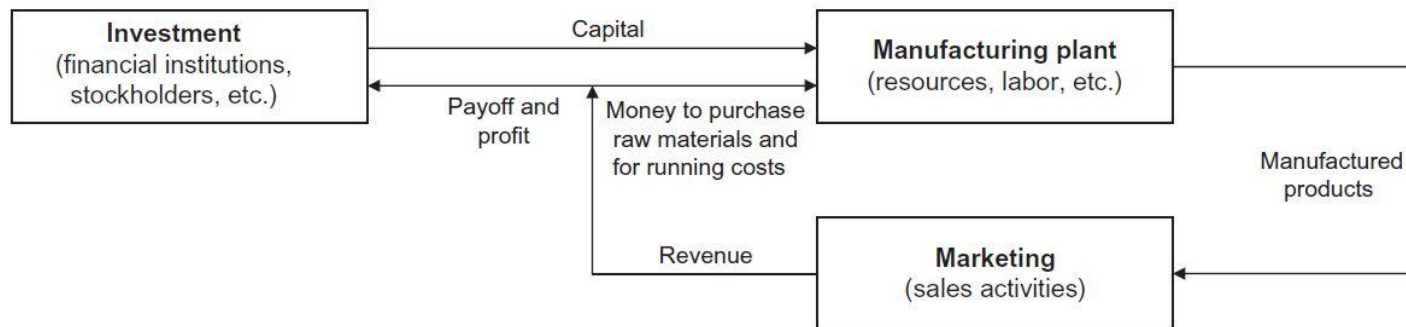 Investment
(financial institutions,
stockholders, etc.)
Capital
Manufacturing plant
(resources, labor, etc.)
Payoff and
profit
Money to purchase
raw materials and
for running costs
Manufactured
products
Revenue
Marketing
(sales activities)